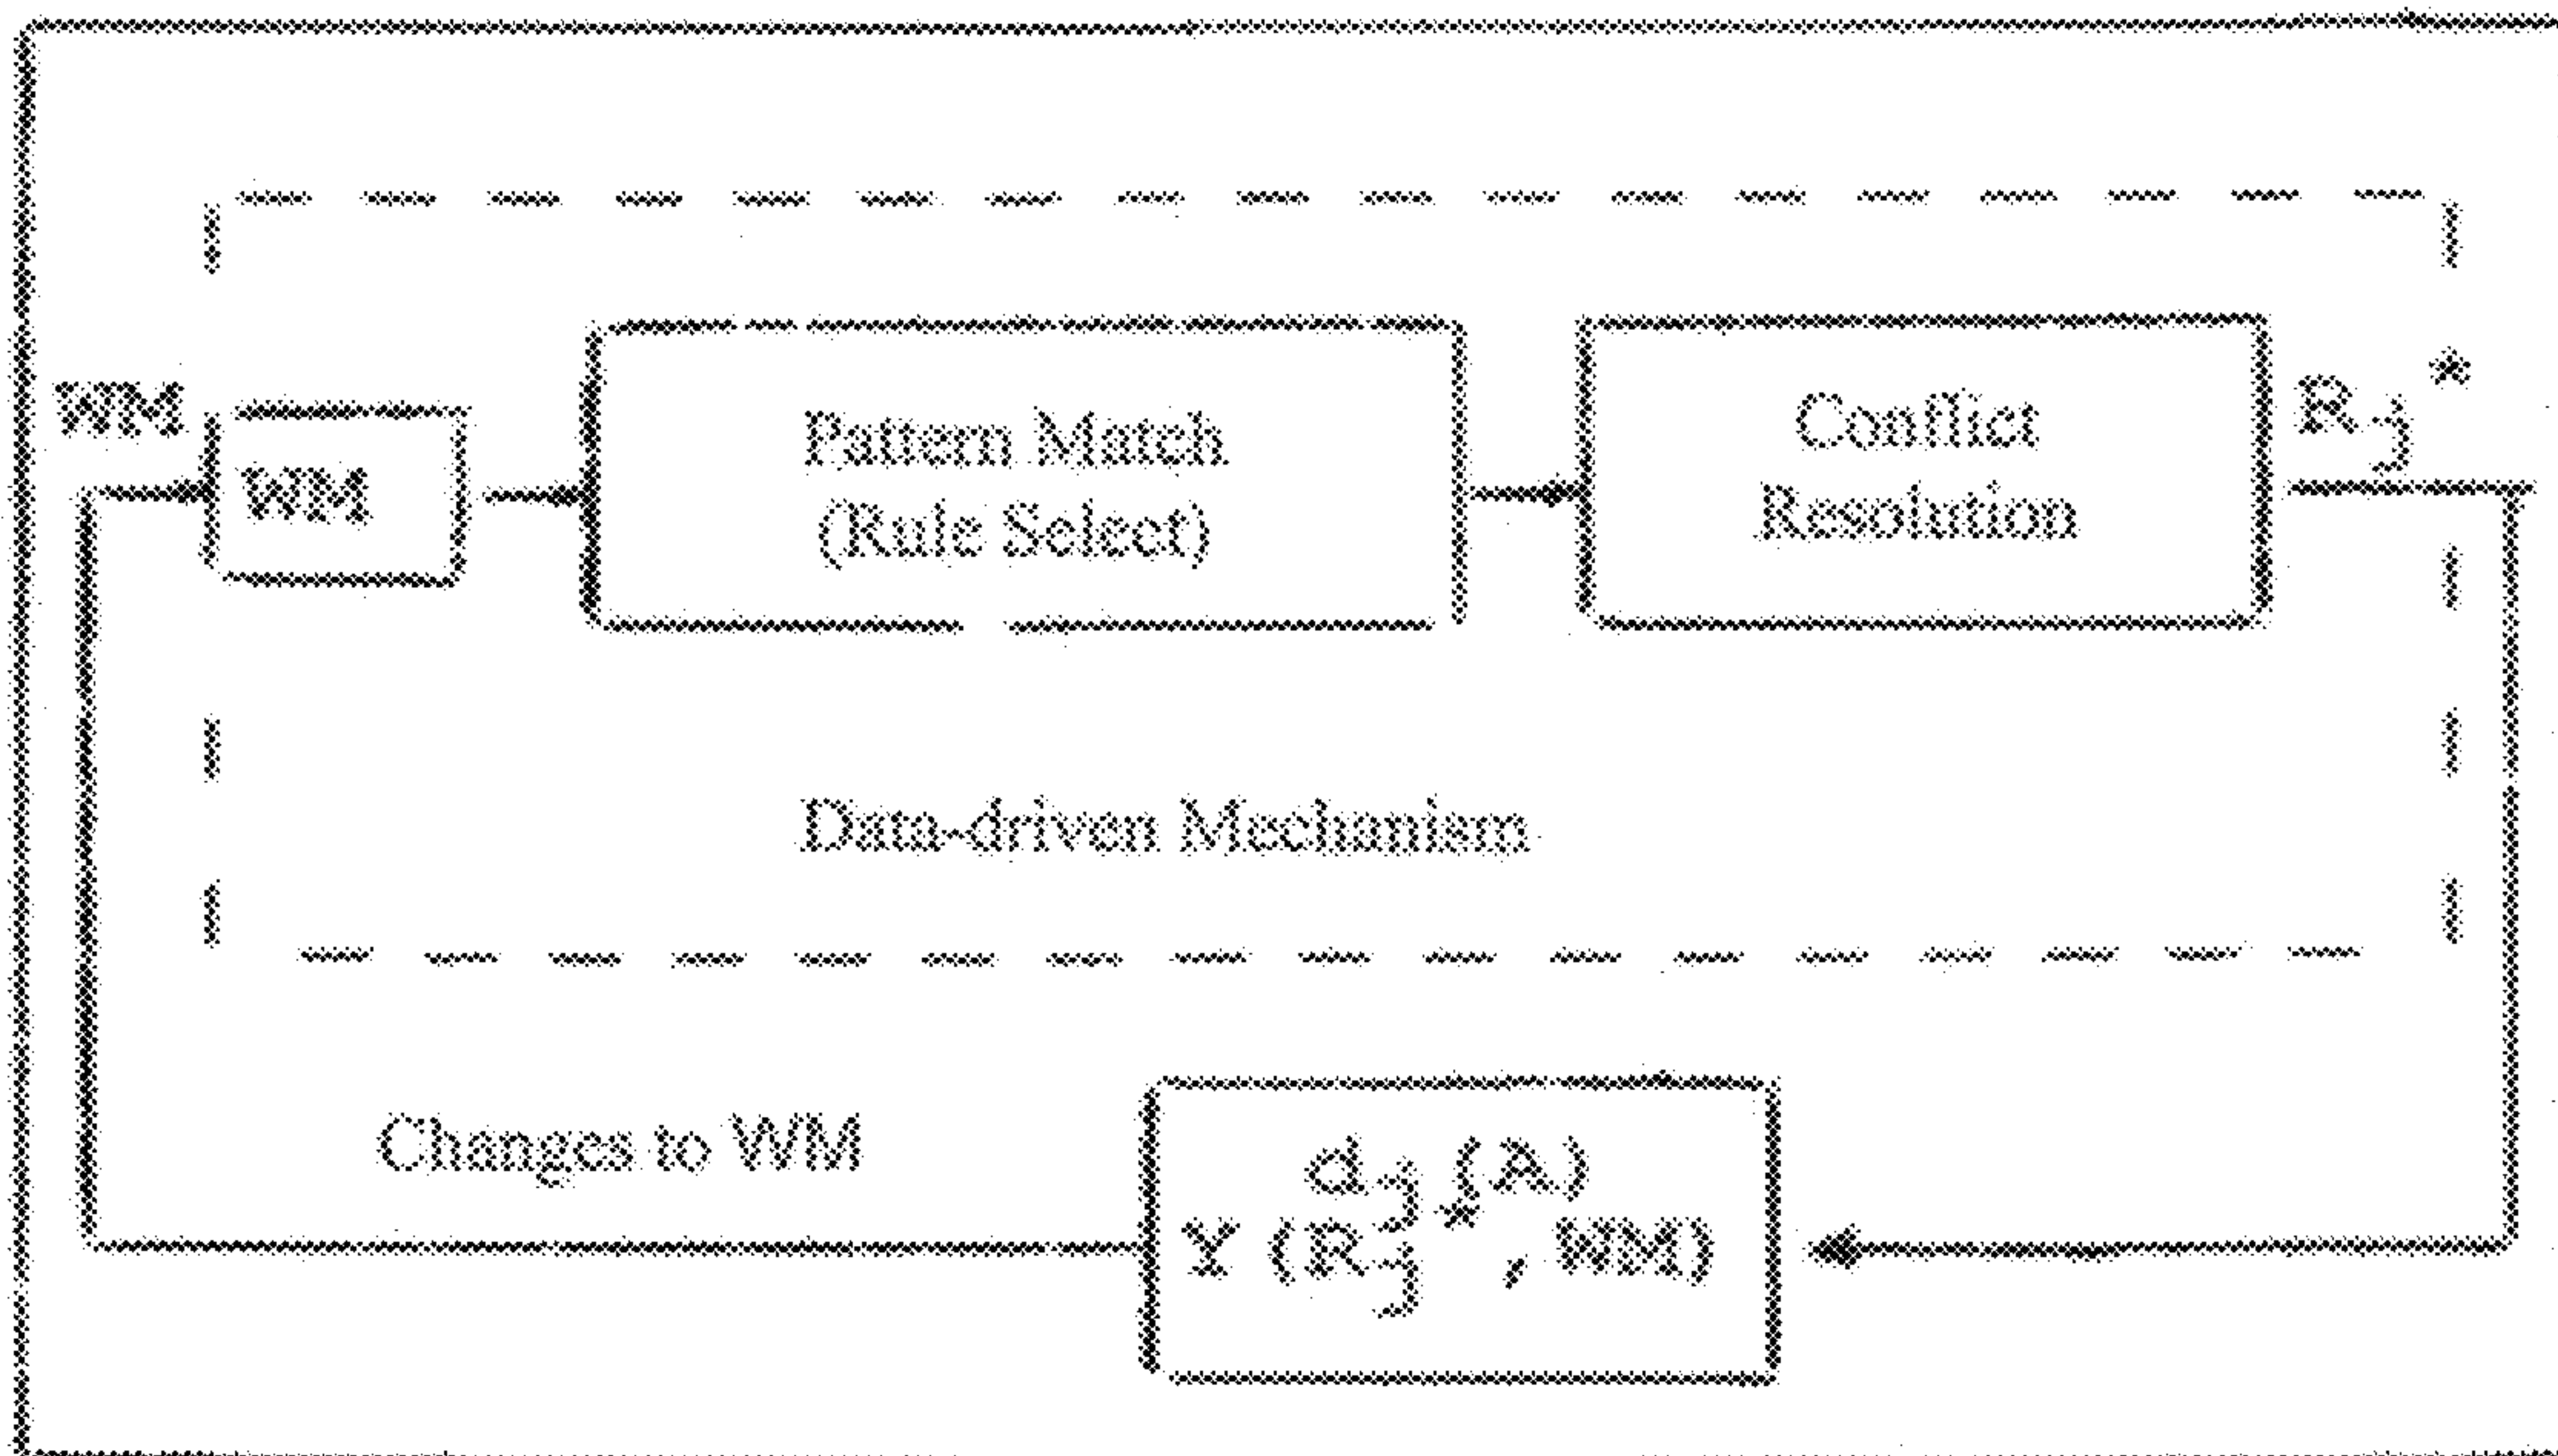 WM
WM
Pattern Match
(Rule Select)
Conflict
Resolution
Rj*
Data-driven Mechanism
Changes to WM
dj(A)
Y (Rj*, WM)